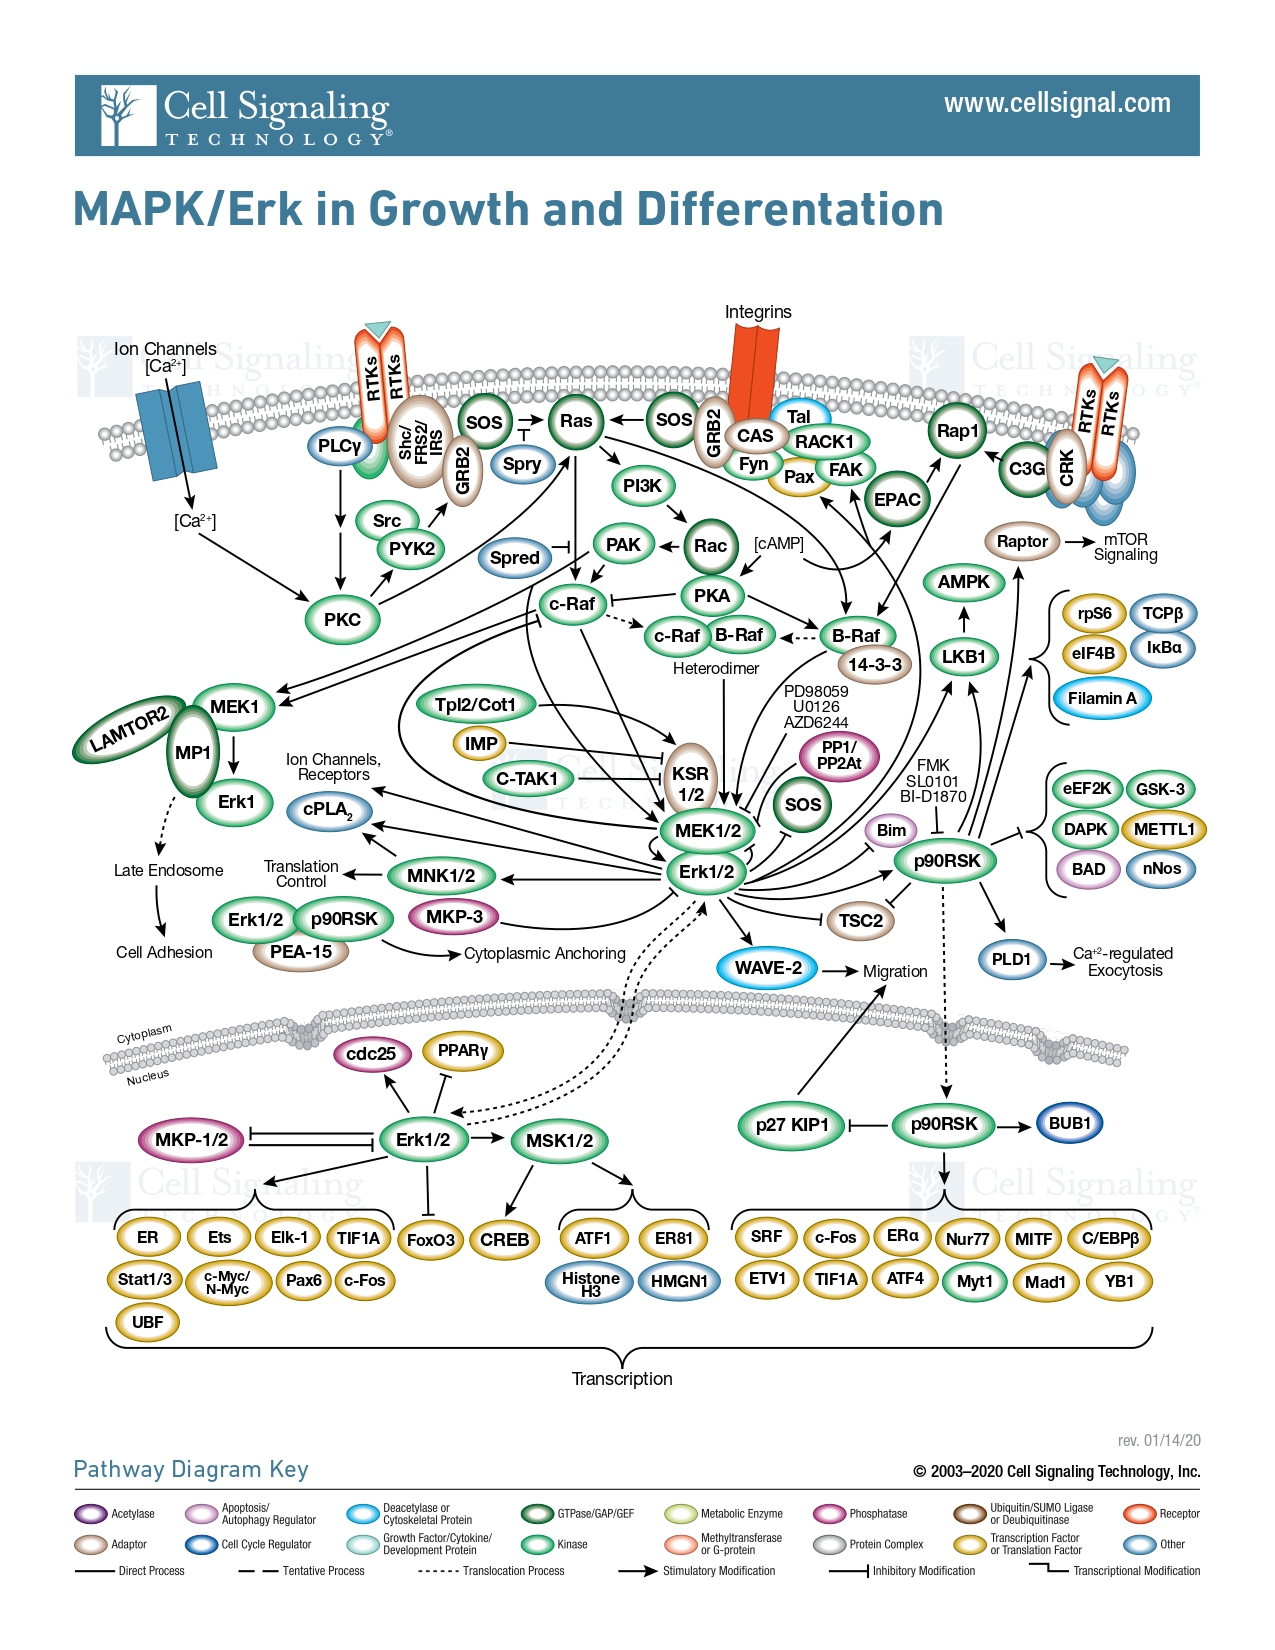 Cell Signaling
TECHNOLOGY®
www.cellsignal.com
MAPK/Erk in Growth and Differentation
Integrins
Ion Channels
[Ca2+]
RTKs
RTKs
RTKs
RTKs
SOS
Ras
SOS
GRB2
Tal
CAS
RACK1
Fyn
FAK
Pax
Rap1
C3G
CRK
PLCγ
Shc/
FRS2/
IRS
GRB2
Spry
PI3K
EPAC
[Ca2+]
Src
PYK2
Spred
PAK
Rac
[cAMP]
Raptor
mTOR
Signaling
AMPK
PKC
c-Raf
PKA
c-Raf
B-Raf
Heterodimer
B-Raf
14-3-3
LKB1
rpS6
TCPβ
eIF4B
IκBα
Filamin A
LAMTOR2
MEK1
MP1
Erk1
Tpl2/Cot1
IMP
C-TAK1
KSR
1/2
PD98059
U0126
AZD6244
PP1/
PP2At
SOS
FMK
SL0101
BI-D1870
Ion Channels,
Receptors
cPLA2
MEK1/2
Erk1/2
Bim
p90RSK
eEF2K
GSK-3
DAPK
METTL1
BAD
nNos
Late Endosome
Translation
Control
MNK1/2
Erk1/2
p90RSK
PEA-15
MKP-3
TSC2
Cell Adhesion
Cytoplasmic Anchoring
WAVE-2
Migration
PLD1
Ca+2-regulated
Exocytosis
Cytoplasm
Nucleus
cdc25
PPARγ
MKP-1/2
Erk1/2
MSK1/2
p27 KIP1
p90RSK
BUB1
ER
Ets
Elk-1
TIF1A
FoxO3
CREB
ATF1
ER81
SRF
c-Fos
ERα
Nur77
MITF
C/EBPβ
Stat1/3
c-Myc/
N-Myc
Pax6
c-Fos
Histone
H3
HMGN1
ETV1
TIF1A
ATF4
Myt1
Mad1
YB1
UBF
Transcription
rev. 01/14/20
Pathway Diagram Key
© 2003–2020 Cell Signaling Technology, Inc.
Acetylase
Apoptosis/
Autophagy Regulator
Deacetylase or
Cytoskeletal Protein
GTPase/GAP/GEF
Metabolic Enzyme
Phosphatase
Ubiquitin/SUMO Ligase
or Deubiquitinase
Receptor
Adaptor
Cell Cycle Regulator
Growth Factor/Cytokine/
Development Protein
Kinase
Methyltransferase
or G-protein
Protein Complex
Transcription Factor
or Translation Factor
Other
Direct Process
Tentative Process
Translocation Process
Stimulatory Modification
Inhibitory Modification
Transcriptional Modification